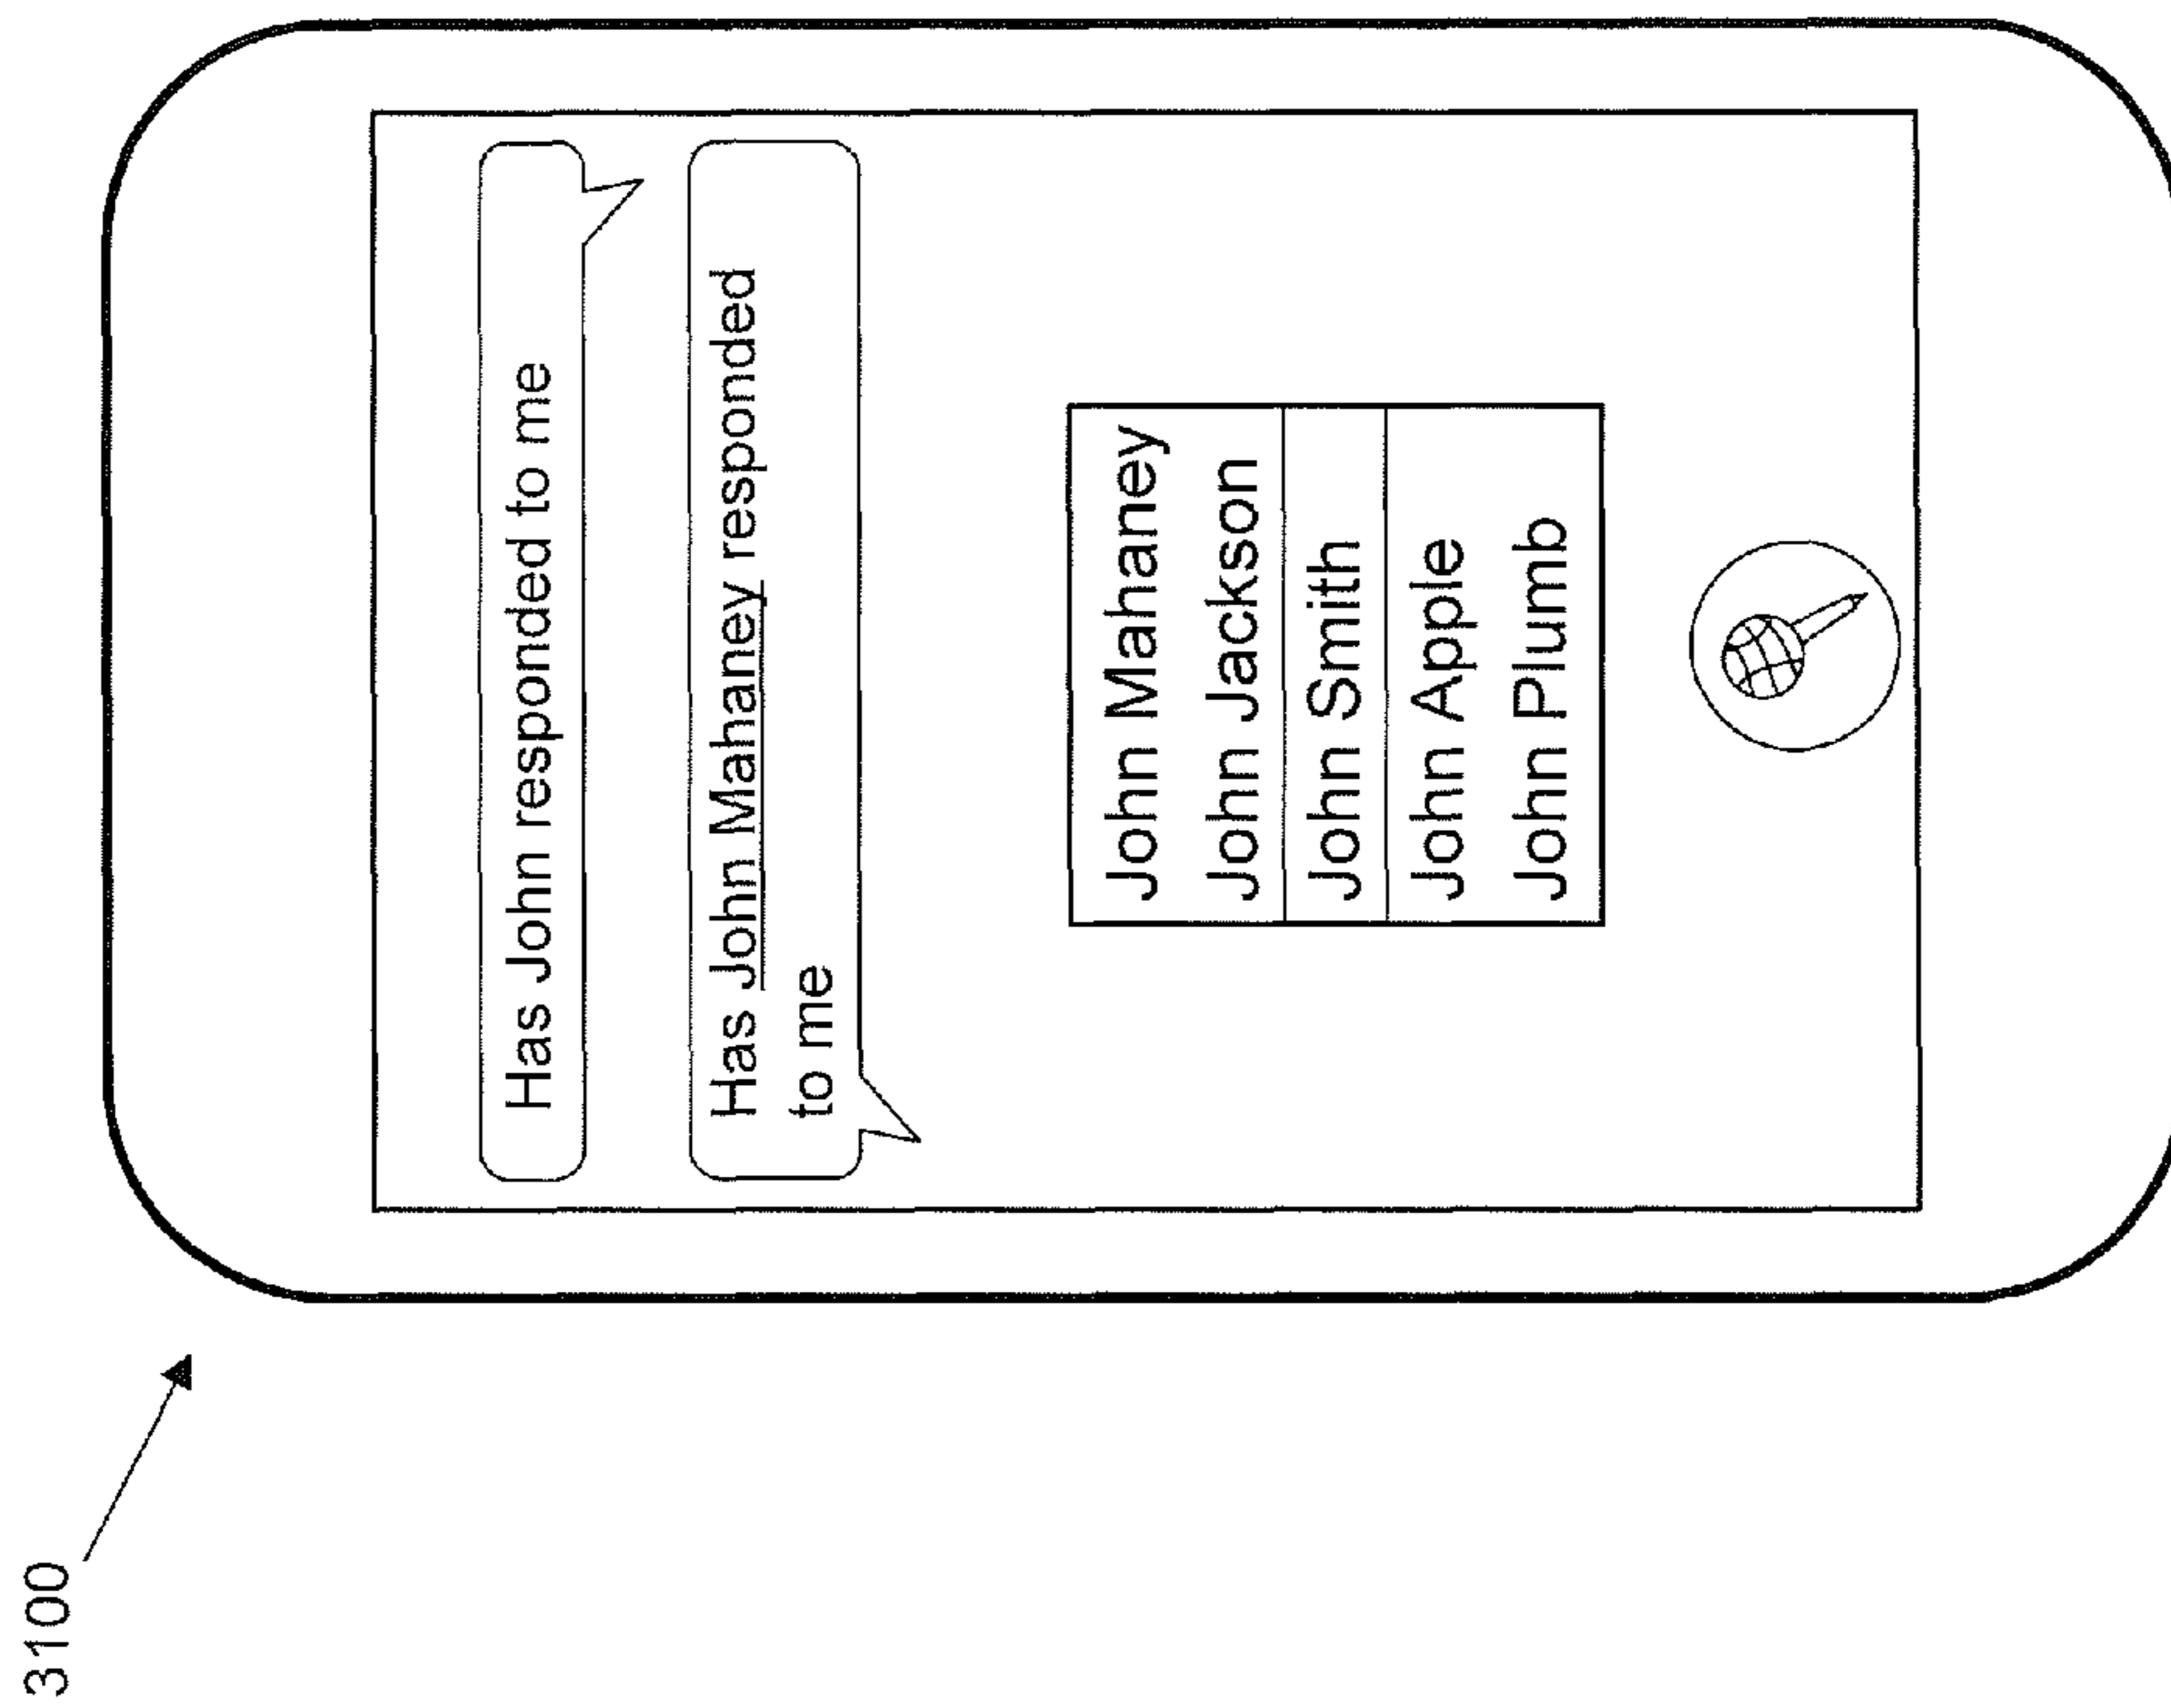 3100
Has John responded to me
Has John Mahaney responded
to me
John Mahaney
John Jackson
John Smith
John Apple
John Plumb